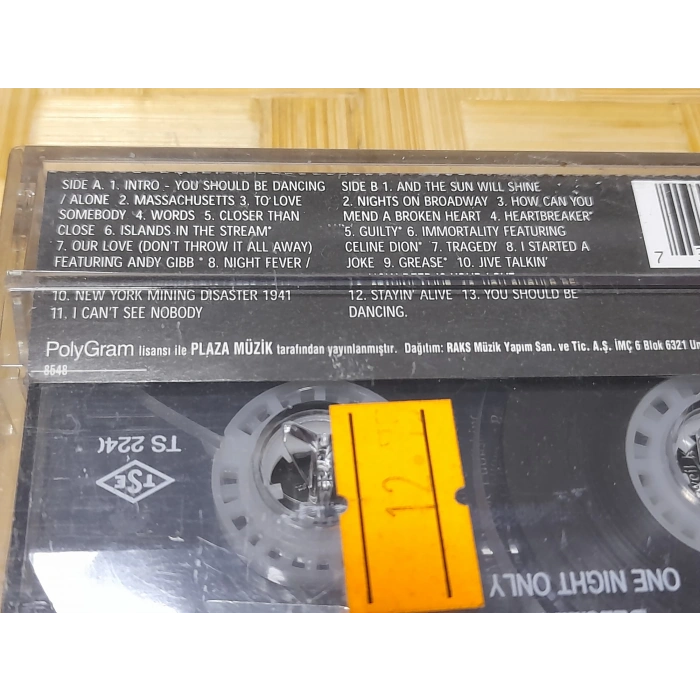 SIDE A. 1. INTRO - YOU SHOULD BE DANCING
/ ALONE 2. MASSACHUSETTS 3. TO LOVE
SOMEBODY 4. WORDS 5. CLOSER THAN
CLOSE 6. ISLANDS IN THE STREAM*
7. OUR LOVE (DON'T THROW IT ALL AWAY)
FEATURING ANDY GIBB * 8. NIGHT FEVER /
10. NEW YORK MINING DISASTER 1941
11. I CAN'T SEE NOBODY
SIDE B 1. AND THE SUN WILL SHINE
2. NIGHTS ON BROADWAY 3. HOW CAN YOU
MEND A BROKEN HEART 4. HEARTBREAKER*
5. GUILTY* 6. IMMORTALITY FEATURING
CELINE DION* 7. TRAGEDY 8. I STARTED A
JOKE 9. GREASE* 10. JIVE TALKIN'
12. STAYIN' ALIVE 13. YOU SHOULD BE
DANCING.
7
PolyGram lisansı ile PLAZA MÜZİK tarafından yayınlanmıştır. Dağıtım: RAKS Müzik Yapım San. ve Tic. A.Ş. İMÇ 6 Blok 6321 Un
8548
TS 224
TSE
12
ONE NIGHT ONLY